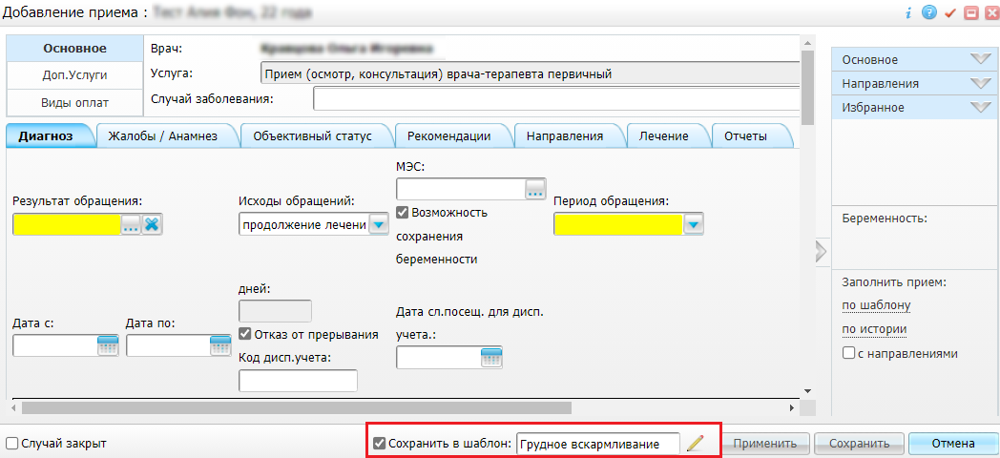 Добавление приема :
Основное
Доп.Услуги
Виды оплат
Врач:
Услуга: Прием (осмотр, консультация) врача-терапевта первичный
Случай заболевания:
Диагноз Жалобы / Анамнез Объективный статус Рекомендации Направления Лечение Отчеты
МЭС:
Результат обращения: Исходы обращений: Период обращения:
продолжение лечени
Возможность
сохранения
беременности
дней:
Дата с: Дата по:
Отказ от прерывания
Код дисп.учета:
Дата сл.посещ. для дисп.
учета.:
Основное
Направления
Избранное
Беременность:
Заполнить прием:
по шаблону
по истории
с направлениями
Случай закрыт Сохранить в шаблон: Грудное вскармливание Применить Сохранить Отмена